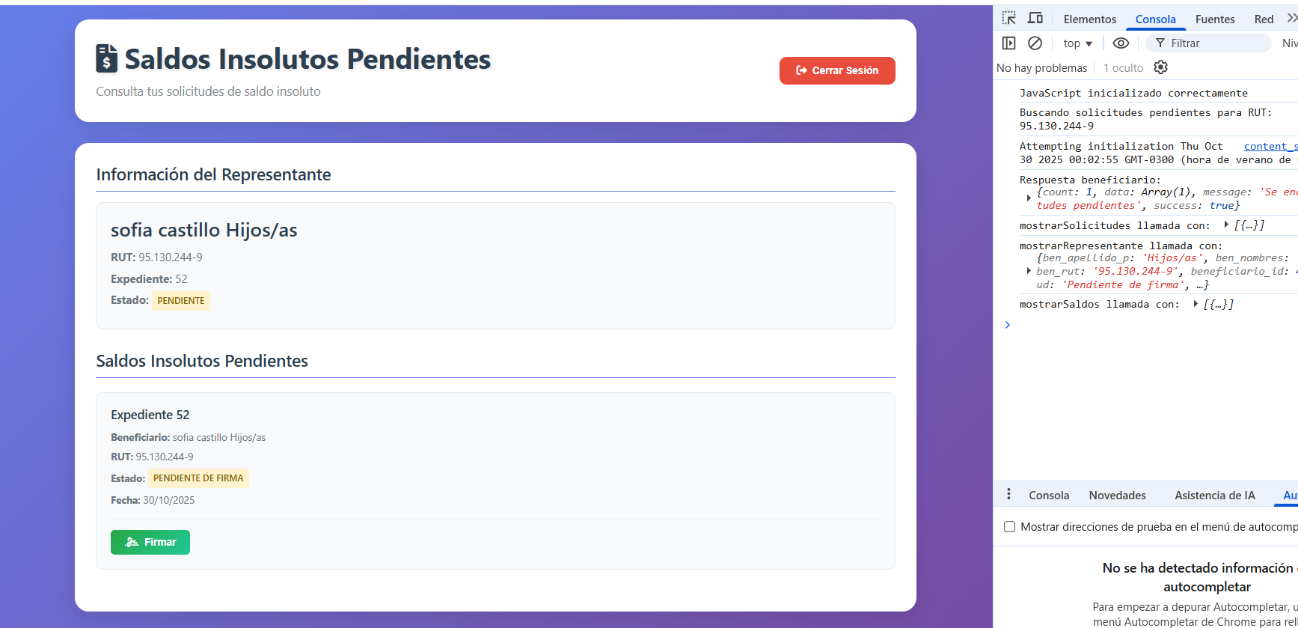 Saldos Insolutos Pendientes
Consulta tus solicitudes de saldo insoluto
Cerrar Sesión
Información del Representante
sofia castillo Hijos/as
RUT: 95.130.244-9
Expediente: 52
Estado: PENDIENTE
Saldos Insolutos Pendientes
Expediente 52
Beneficiario: sofia castillo Hijos/as
RUT: 95.130.244-9
Estado: PENDIENTE DE FIRMA
Fecha: 30/10/2025
Firmar
Elementos Consola Fuentes Red
top Filtrar Niv
No hay problemas 1 oculto
JavaScript inicializado correctamente
Buscando solicitudes pendientes para RUT:
95.130.244-9
Attempting initialization Thu Oct content_s
30 2025 00:02:55 GMT-0300 (hora de verano de
Respuesta beneficiario:
{count: 1, data: Array(1), message: 'Se en
tudes pendientes', success: true}
mostrarSolicitudes llamada con: [{…}]
mostrarRepresentante llamada con:
{ben_apellido_p: 'Hijos/as', ben_nombres:
ben_rut: '95.130.244-9', beneficiario_id:
ud: 'Pendiente de firma', …}
mostrarSaldos llamada con: [{…}]
Consola Novedades Asistencia de IA Au
Mostrar direcciones de prueba en el menú de autocomp
No se ha detectado información
autocompletar
Para empezar a depurar Autocompletar, u
menú Autocompletar de Chrome para rell